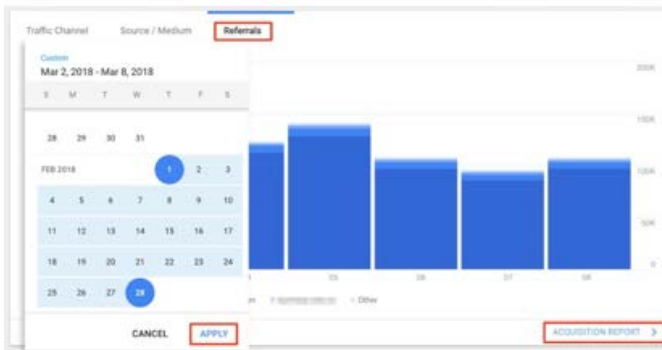 Traffic Channel Source / Medium Referrals
Custom
Mar 2, 2018 - Mar 8, 2018
S M T W T F S
28 29 30 31
FEB 2018 1 2 3
4 5 6 7 8 9 10
11 12 13 14 15 16 17
18 19 20 21 22 23 24
25 26 27 28
CANCEL APPLY
200K
150K
100K
50K
0
05 06 07 08
Other
ACQUISITION REPORT >